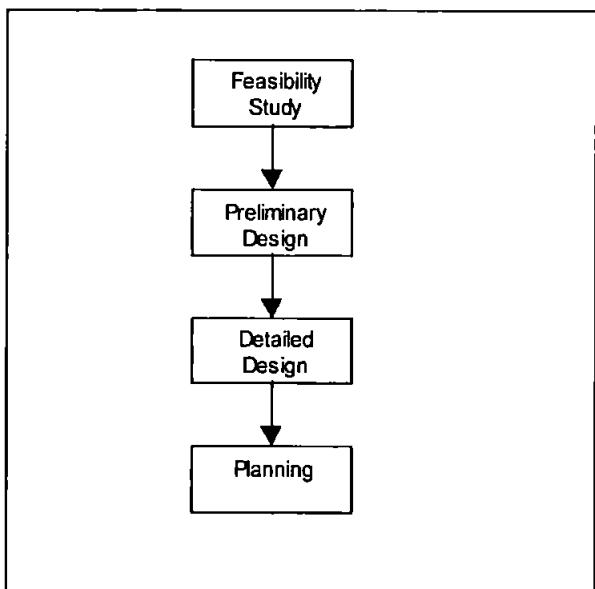 Feasibility
Study
Preliminary
Design
Detailed
Design
Planning